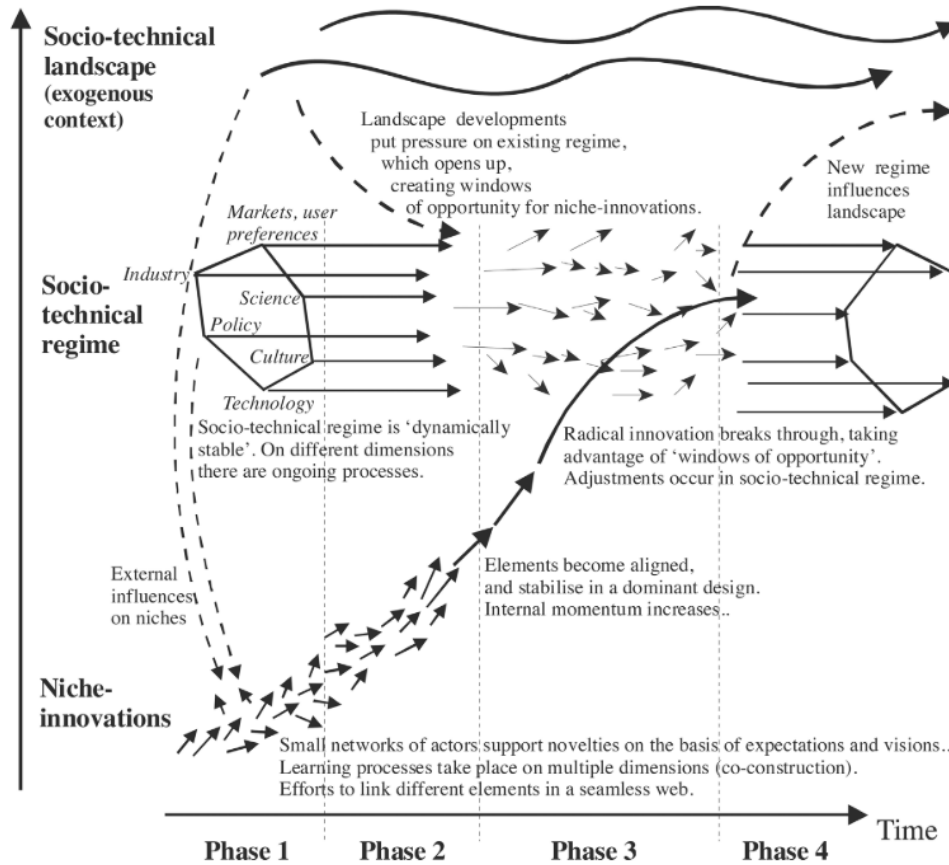 Socio-technical
landscape
(exogenous
context)
Landscape developments
put pressure on existing regime,
which opens up,
creating windows
of opportunity for niche-innovations.
New regime
influences
landscape
Markets, user
preferences
Industry
Science
Policy
Culture
Technology
Socio-
technical
regime
Socio-technical regime is ‘dynamically
stable’. On different dimensions
there are ongoing processes.
Radical innovation breaks through, taking
advantage of ‘windows of opportunity’.
Adjustments occur in socio-technical regime.
Elements become aligned,
and stabilise in a dominant design.
Internal momentum increases..
External
influences
on niches
Niche-
innovations
Small networks of actors support novelties on the basis of expectations and visions..
Learning processes take place on multiple dimensions (co-construction).
Efforts to link different elements in a seamless web.
Time
Phase 1
Phase 2
Phase 3
Phase 4